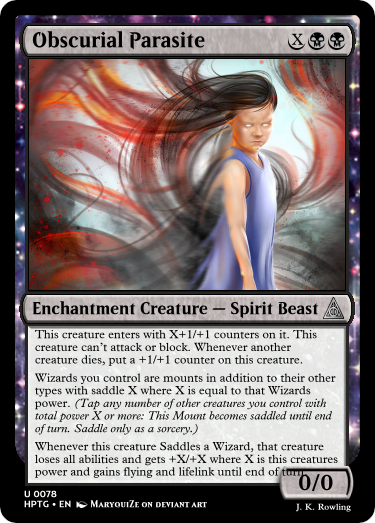 Obscurial Parasite X
Enchantment Creature — Spirit Beast
This creature enters with X+1/+1 counters on it. This
creature can't attack or block. Whenever another
creature dies, put a +1/+1 counter on this creature.
Wizards you control are mounts in addition to their other
types with saddle X where X is equal to that Wizards
power. (Tap any number of other creatures you control with
total power X or more: This Mount becomes saddled until end
of turn. Saddle only as a sorcery.)
Whenever this creature Saddles a Wizard, that creature
loses all abilities and gets +X/+X where X is this creatures
power and gains flying and lifelink until end of turn.
0/0
U 0078
HPTG • EN MaryouiZe on deviant art
J. K. Rowling